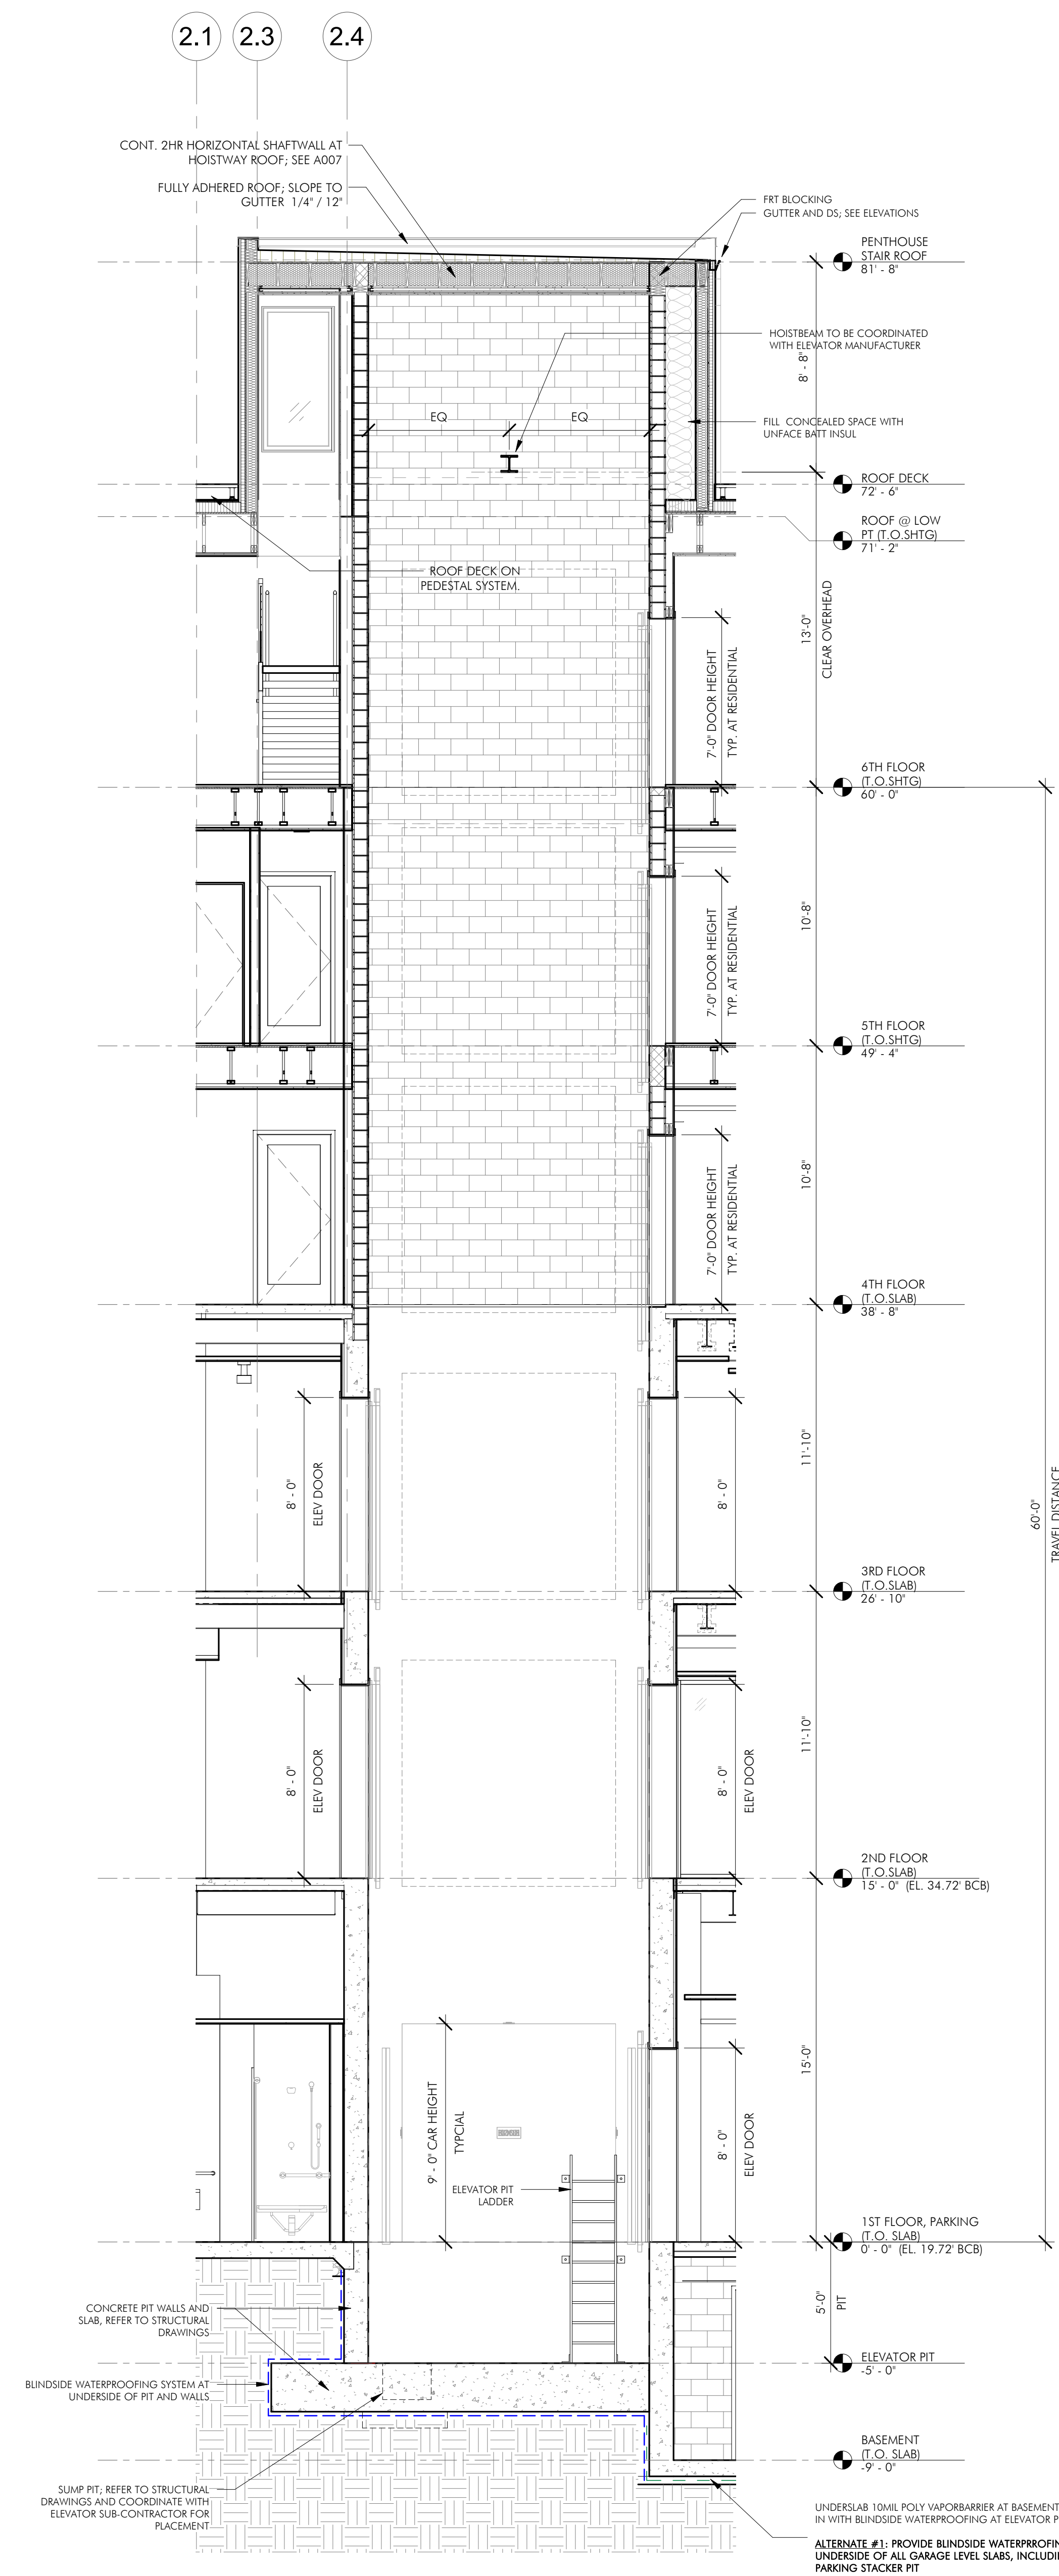 2.1
2.3
2.4
CONT. 2HR HORIZONTAL SHAFTWALL AT
HOISTWAY ROOF; SEE A007
FULLY ADHERED ROOF; SLOPE TO
GUTTER 1/4" / 12"
FRT BLOCKING
GUTTER AND DS; SEE ELEVATIONS
PENTHOUSE
STAIR ROOF
81' - 8"
HOISTBEAM TO BE COORDINATED
WITH ELEVATOR MANUFACTURER
8' - 8"
EQ
EQ
FILL CONCEALED SPACE WITH
UNFACE BATT INSUL
ROOF DECK
72' - 6"
ROOF @ LOW
PT (T.O.SHTG)
71' - 2"
ROOF DECK ON
PEDESTAL SYSTEM.
13'-0"
CLEAR OVERHEAD
7'-0" DOOR HEIGHT
TYP. AT RESIDENTIAL
6TH FLOOR
(T.O.SHTG)
60' - 0"
7'-0" DOOR HEIGHT
TYP. AT RESIDENTIAL
10'-8"
5TH FLOOR
(T.O.SHTG)
49' - 4"
7'-0" DOOR HEIGHT
TYP. AT RESIDENTIAL
10'-8"
4TH FLOOR
(T.O.SLAB)
38' - 8"
8' - 0"
ELEV DOOR
8' - 0"
11'-10"
60'-0"
TRAVEL DISTANCE
3RD FLOOR
(T.O.SLAB)
26' - 10"
8' - 0"
ELEV DOOR
8' - 0"
ELEV DOOR
11'-10"
2ND FLOOR
(T.O.SLAB)
15' - 0" (EL. 34.72' BCB)
9' - 0" CAR HEIGHT
TYPCIAL
15'-0"
8' - 0"
ELEV DOOR
ELEVATOR PIT
LADDER
1ST FLOOR, PARKING
(T.O. SLAB)
0' - 0" (EL. 19.72' BCB)
5'-0"
PIT
CONCRETE PIT WALLS AND
SLAB, REFER TO STRUCTURAL
DRAWINGS
ELEVATOR PIT
-5' - 0"
BLINDSIDE WATERPROOFING SYSTEM AT
UNDERSIDE OF PIT AND WALLS
BASEMENT
(T.O. SLAB)
-9' - 0"
SUMP PIT; REFER TO STRUCTURAL
DRAWINGS AND COORDINATE WITH
ELEVATOR SUB-CONTRACTOR FOR
PLACEMENT
UNDERSLAB 10MIL POLY VAPORBARRIER AT BASEMENT
IN WITH BLINDSIDE WATERPROOFING AT ELEVATOR P
ALTERNATE #1: PROVIDE BLINDSIDE WATERPRROFIN
UNDERSIDE OF ALL GARAGE LEVEL SLABS, INCLUDI
PARKING STACKER PIT